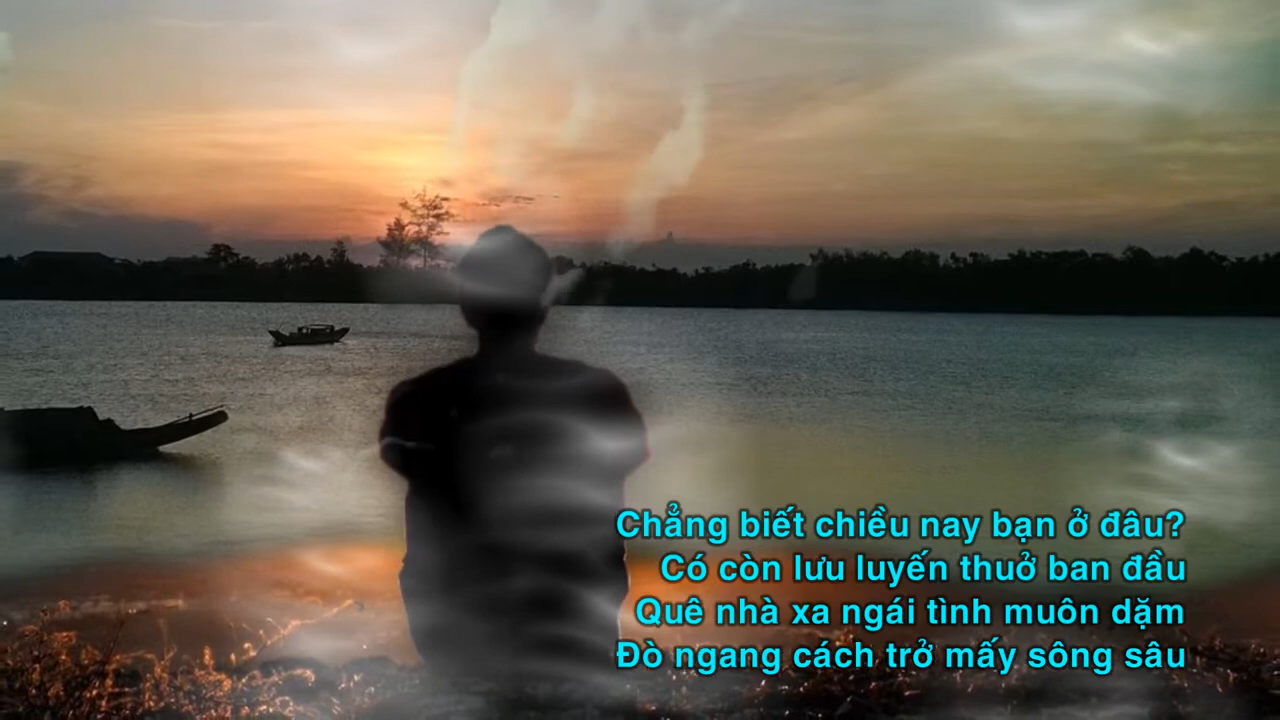 Chẳng biết chiều nay bạn ở đâu?
Có còn lưu luyến thuở ban đầu
Quê nhà xa ngái tình muôn dặm
Đò ngang cách trở mấy sông sâu